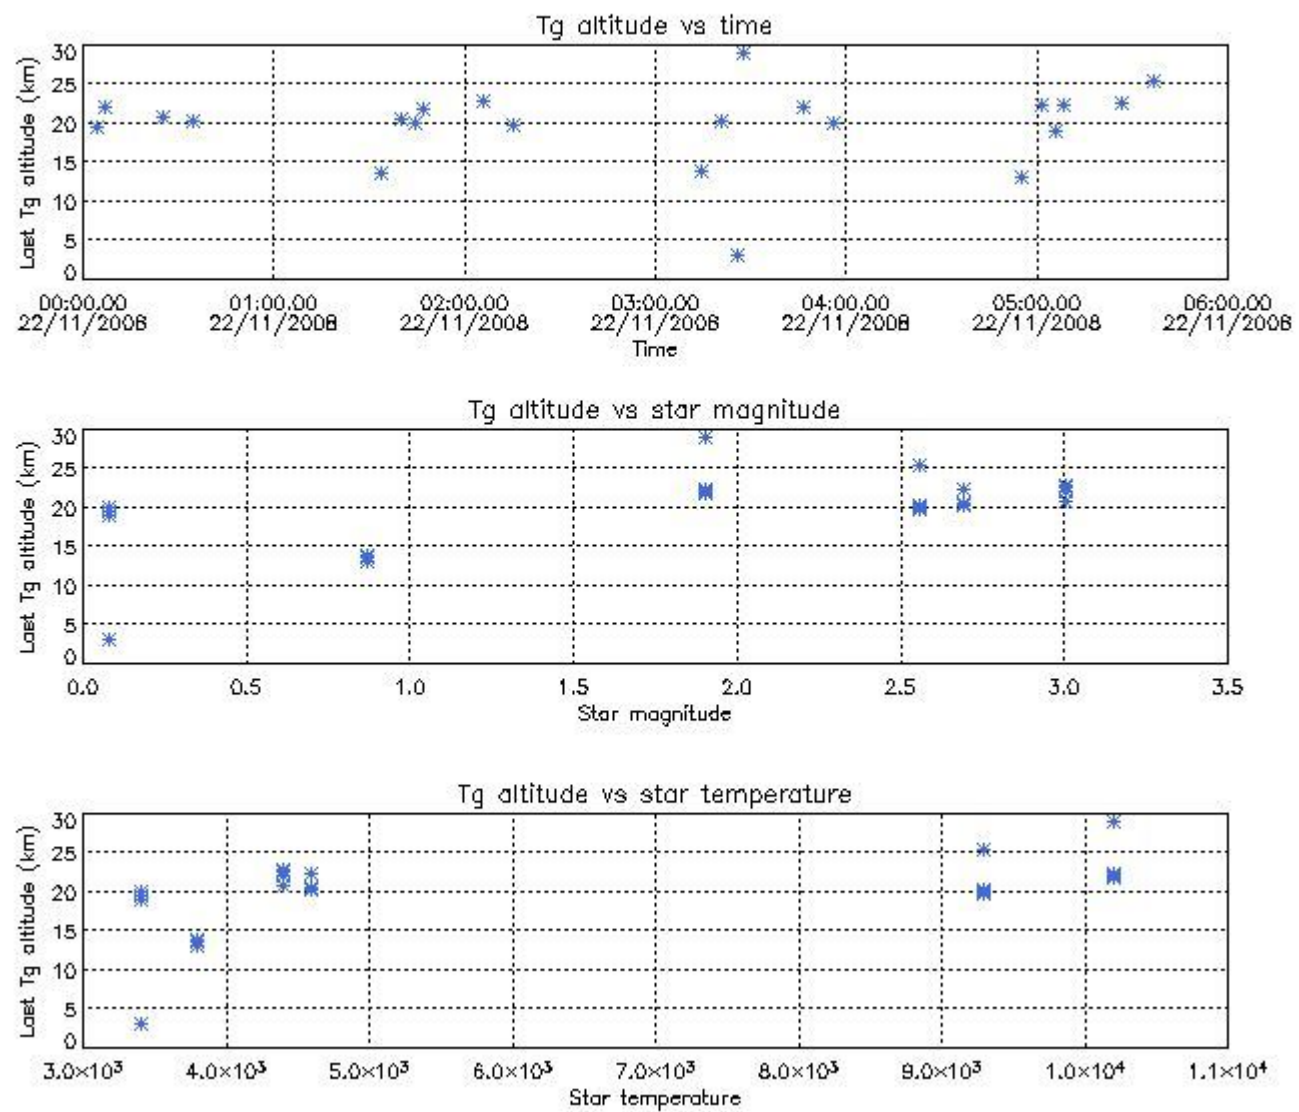 Tg altitude vs time
Last Tg altitude (km)
30
25
20
15
10
5
0
00:00.00 01:00.00 02:00.00 03:00.00 04:00.00 05:00.00 06:00.00
22/11/2008 22/11/2008 22/11/2008 22/11/2008 22/11/2008 22/11/2008 22/11/2008
Time
Tg altitude vs star magnitude
Last Tg altitude (km)
30
25
20
15
10
5
0
0.0 0.5 1.0 1.5 2.0 2.5 3.0 3.5
Star magnitude
Tg altitude vs star temperature
Last Tg altitude (km)
30
25
20
15
10
5
0
3.0×10³ 4.0×10³ 5.0×10³ 6.0×10³ 7.0×10³ 8.0×10³ 9.0×10³ 1.0×10⁴ 1.1×10⁴
Star temperature